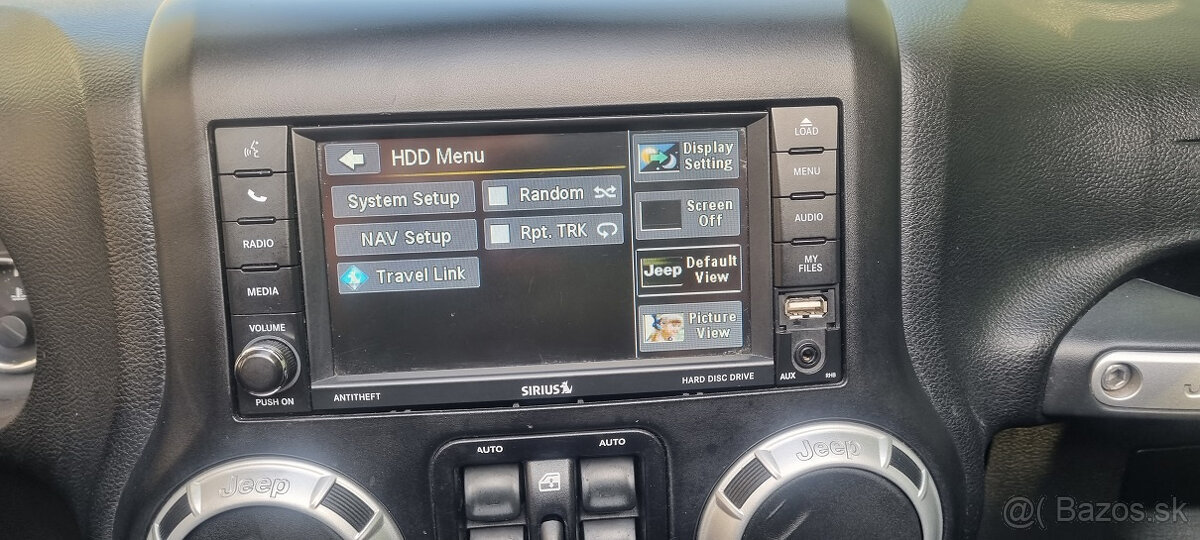 HDD Menu
System Setup
NAV Setup
Travel Link
Random
Rpt. TRK
Display
Setting
Screen
Off
Jeep
Default
View
Picture
View
RADIO
MEDIA
VOLUME
PUSH ON
LOAD
MENU
AUDIO
MY
FILES
AUX
RHB
ANTITHEFT
SIRIUS
HARD DISC DRIVE
AUTO
AUTO
Jeep
Jeep
@( Bazos.sk